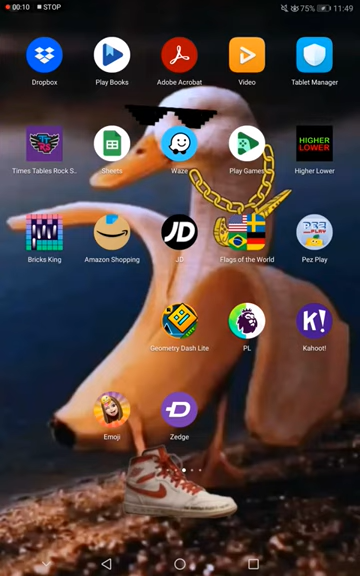 00:10 STOP 75% 11:49
Dropbox Play Books Adobe Acrobat Video Tablet Manager
HIGHER LOWER
Times Tables Rock S.. Sheets Waze Play Games Higher Lower
JD
PEZ PLAY
Bricks King Amazon Shopping JD Flags of the World Pez Play
K!
Geometry Dash Lite PL Kahoot!
Emoji Zedge